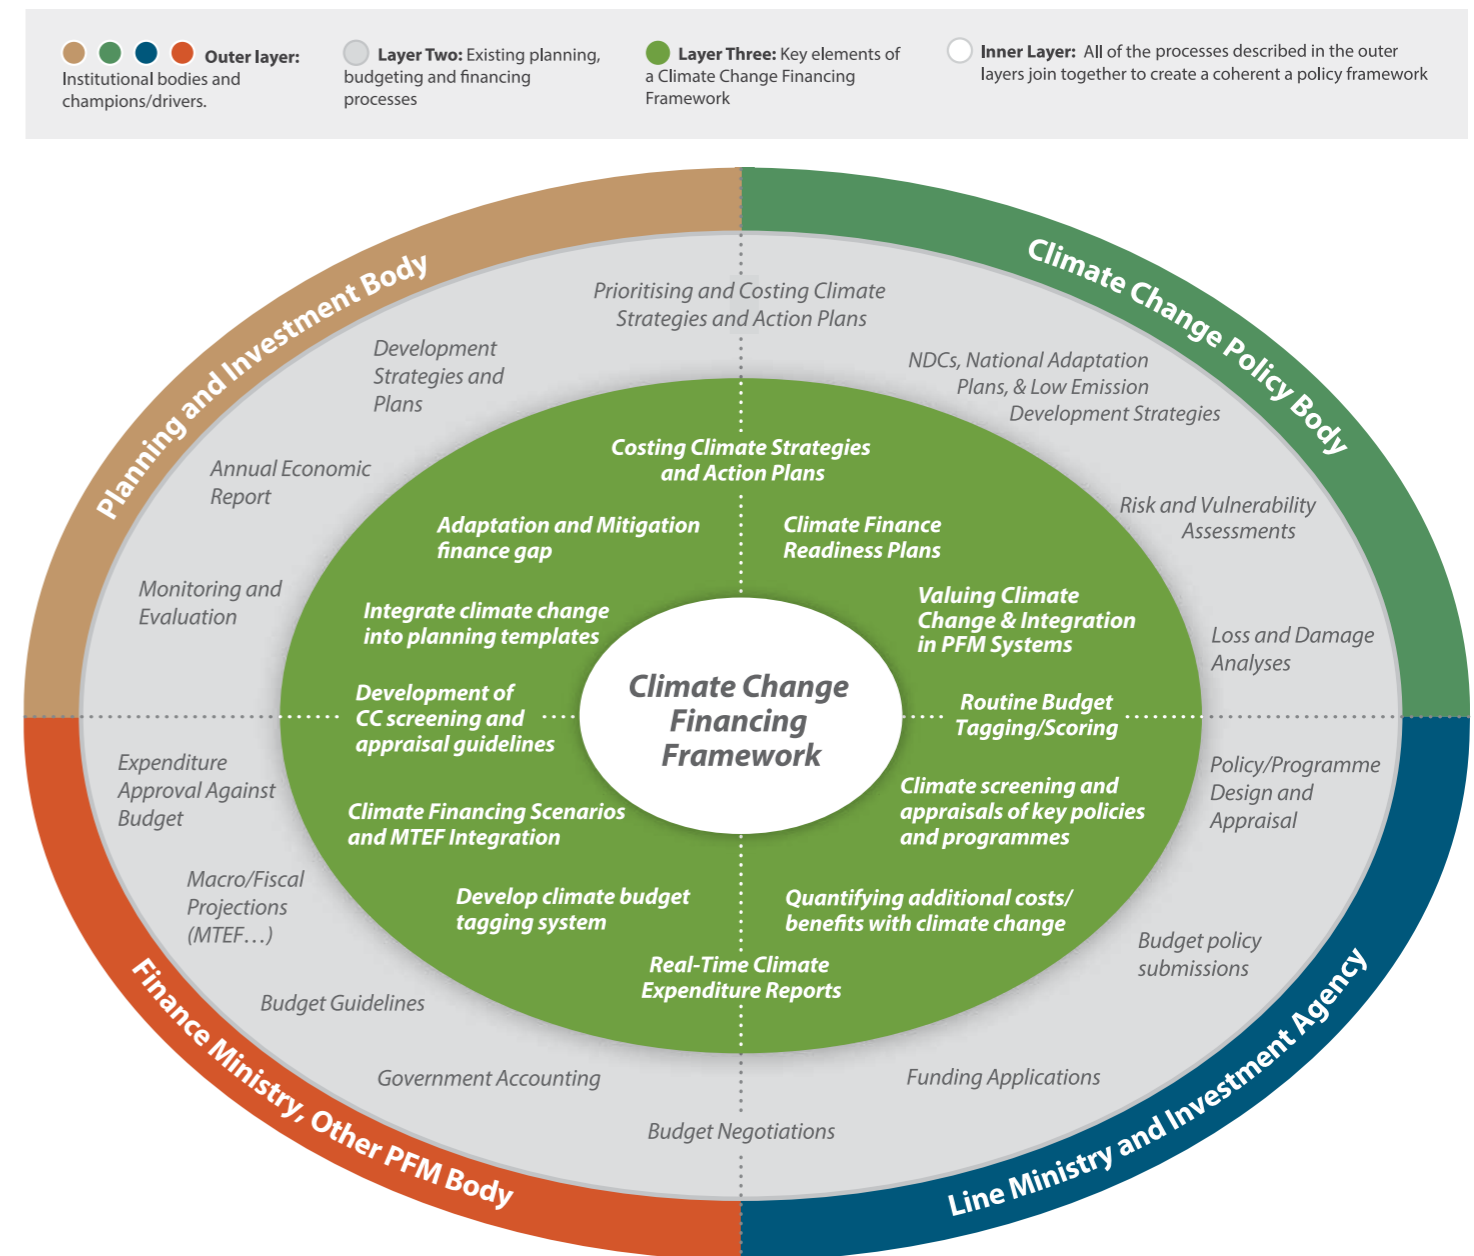 Outer layer:
Institutional bodies and
champions/drivers.
Layer Two: Existing planning,
budgeting and financing
processes
Layer Three: Key elements of
a Climate Change Financing
Framework
Inner Layer: All of the processes described in the outer
layers join together to create a coherent a policy framework
Planning and Investment Body
Climate Change Policy Body
Prioritising and Costing Climate
Strategies and Action Plans
Development
Strategies and
Plans
NDCs, National Adaptation
Plans, & Low Emission
Development Strategies
Annual Economic
Report
Risk and Vulnerability
Assessments
Monitoring and
Evaluation
Loss and Damage
Analyses
Costing Climate Strategies
and Action Plans
Adaptation and Mitigation
finance gap
Climate Finance
Readiness Plans
Integrate climate change
into planning templates
Valuing Climate
Change & Integration
in PFM Systems
Development of
CC screening and
appraisal guidelines
Climate Change
Financing
Framework
Routine Budget
Tagging/Scoring
Climate Financing Scenarios
and MTEF Integration
Climate screening and
appraisals of key policies
and programmes
Develop climate budget
tagging system
Quantifying additional costs/
benefits with climate change
Real-Time Climate
Expenditure Reports
Expenditure
Approval Against
Budget
Policy/Programme
Design and
Appraisal
Macro/Fiscal
Projections
(MTEF...)
Budget policy
submissions
Budget Guidelines
Government Accounting
Funding Applications
Budget Negotiations
Finance Ministry, Other PFM Body
Line Ministry and Investment Agency